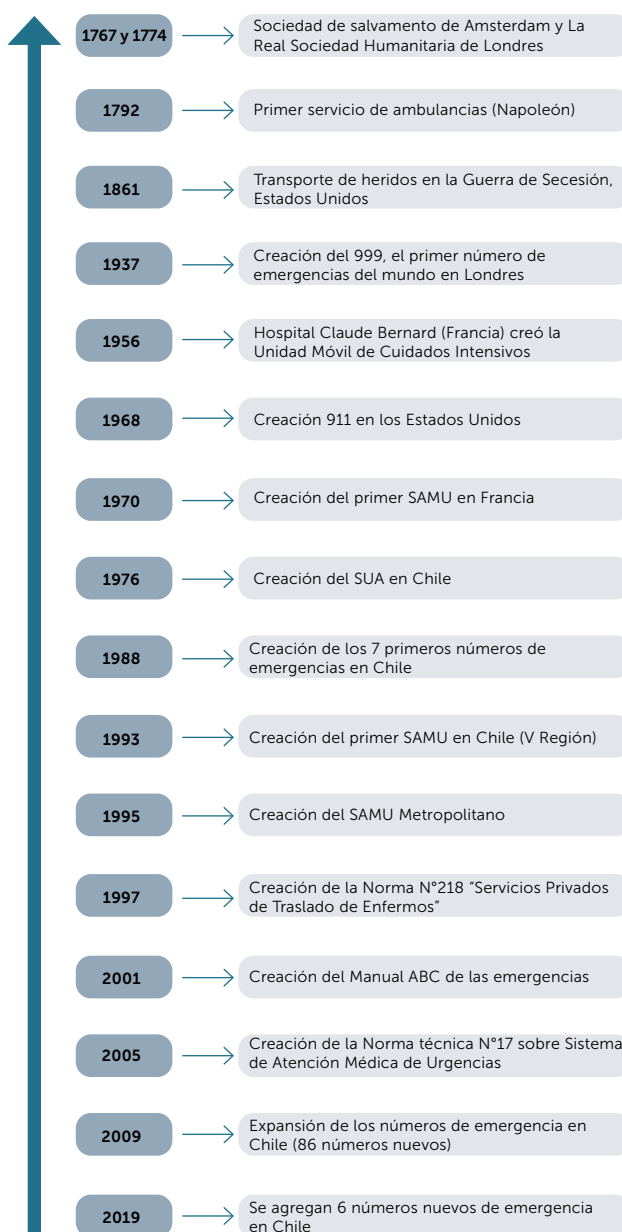 1767 y 1774
Sociedad de salvamento de Amsterdam y La
Real Sociedad Humanitaria de Londres
1792
Primer servicio de ambulancias (Napoleón)
1861
Transporte de heridos en la Guerra de Secesión,
Estados Unidos
1937
Creación del 999, el primer número de
emergencias del mundo en Londres
1956
Hospital Claude Bernard (Francia) creó la
Unidad Móvil de Cuidados Intensivos
1968
Creación 911 en los Estados Unidos
1970
Creación del primer SAMU en Francia
1976
Creación del SUA en Chile
1988
Creación de los 7 primeros números de
emergencias en Chile
1993
Creación del primer SAMU en Chile (V Región)
1995
Creación del SAMU Metropolitano
1997
Creación de la Norma N°218 “Servicios Privados
de Traslado de Enfermos”
2001
Creación del Manual ABC de las emergencias
2005
Creación de la Norma técnica N°17 sobre Sistema
de Atención Médica de Urgencias
2009
Expansión de los números de emergencia en
Chile (86 números nuevos)
2019
Se agregan 6 números nuevos de emergencia
en Chile